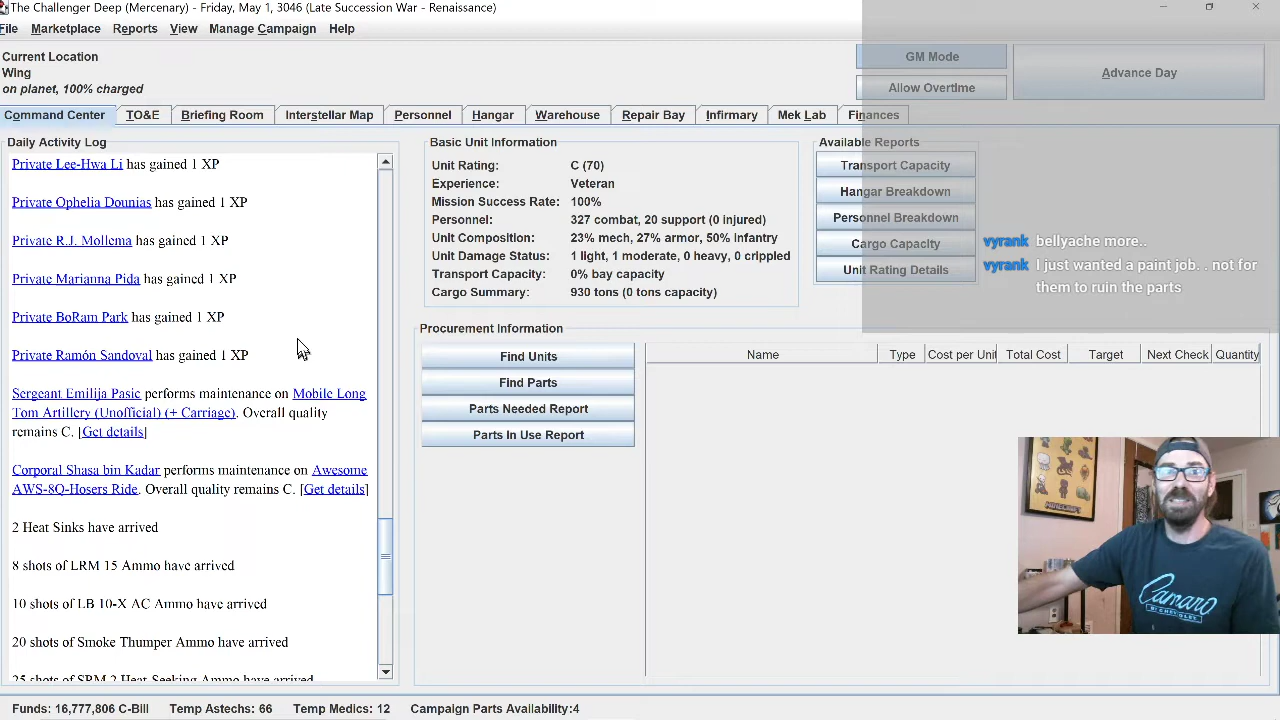 The Challenger Deep (Mercenary) - Friday, May 1, 3046 (Late Succession War - Renaissance)
File Marketplace Reports View Manage Campaign Help
Current Location
Wing
on planet, 100% charged
GM Mode
Allow Overtime
Advance Day
Command Center TO&E Briefing Room Interstellar Map Personnel Hangar Warehouse Repair Bay Infirmary Mek Lab Finances
Daily Activity Log
Private Lee-Hwa Li has gained 1 XP
Private Ophelia Dounias has gained 1 XP
Private R.J. Mollema has gained 1 XP
Private Marianna Pida has gained 1 XP
Private BoRam Park has gained 1 XP
Private Ramón Sandoval has gained 1 XP
Sergeant Emilija Pasic performs maintenance on Mobile Long
Tom Artillery (Unofficial) (+ Carriage). Overall quality
remains C. [Get details]
Corporal Shasa bin Kadar performs maintenance on Awesome
AWS-8Q-Hosers Ride. Overall quality remains C. [Get details]
2 Heat Sinks have arrived
8 shots of LRM 15 Ammo have arrived
10 shots of LB 10-X AC Ammo have arrived
20 shots of Smoke Thumper Ammo have arrived
25 shots of SRM 2 Heat-Seeking Ammo have arrived
Basic Unit Information
Unit Rating: C (70)
Experience: Veteran
Mission Success Rate: 100%
Personnel: 327 combat, 20 support (0 injured)
Unit Composition: 23% mech, 27% armor, 50% infantry
Unit Damage Status: 1 light, 1 moderate, 0 heavy, 0 crippled
Transport Capacity: 0% bay capacity
Cargo Summary: 930 tons (0 tons capacity)
Available Reports
Transport Capacity
Hangar Breakdown
Personnel Breakdown
Cargo Capacity
Unit Rating Details
vyrank bellyache more..
vyrank I just wanted a paint job. . not for
them to ruin the parts
Procurement Information
Find Units
Find Parts
Parts Needed Report
Parts In Use Report
Name Type Cost per Unit Total Cost Target Next Check Quantity
Camaro
BY CHEVROLET
Funds: 16,777,806 C-Bill Temp Astechs: 66 Temp Medics: 12 Campaign Parts Availability:4